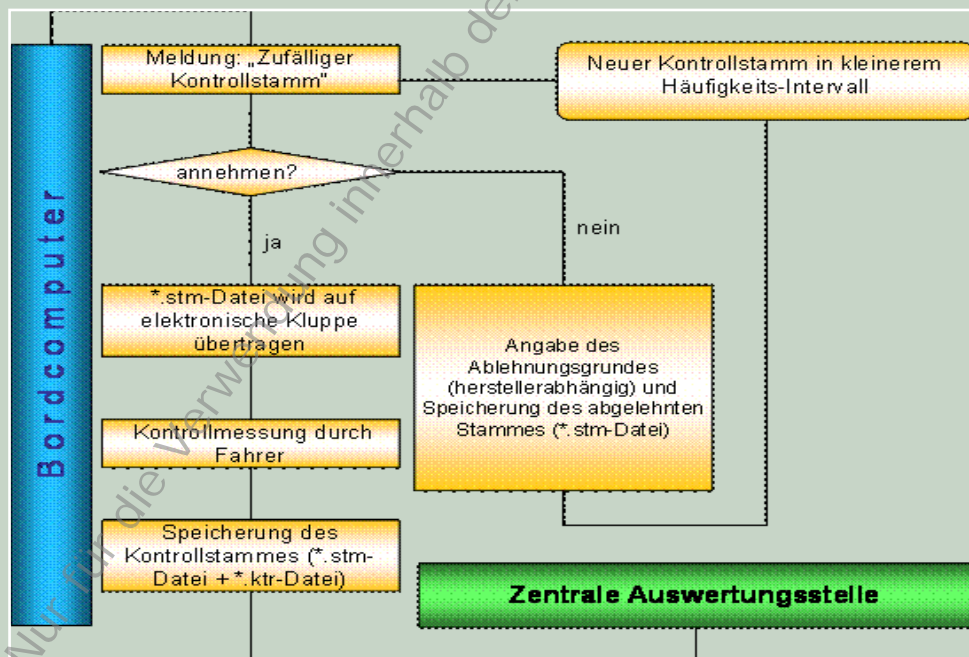 Bordcomputer
Meldung: „Zufälliger
Kontrollstamm"
Neuer Kontrollstamm in kleinerem
Häufigkeits-Intervall
annehmen?
ja
nein
*.stm-Datei wird auf
elektronische Kluppe
übertragen
Angabe des
Ablehnungsgrundes
(herstellerabhängig) und
Speicherung des abgelehnten
Stammes (*.stm-Datei)
Kontrollmessung durch
Fahrer
Speicherung des
Kontrollstammes (*.stm-
Datei + *.ktr-Datei)
Zentrale Auswertungsstelle
Nur für die Verwendung innerhalb